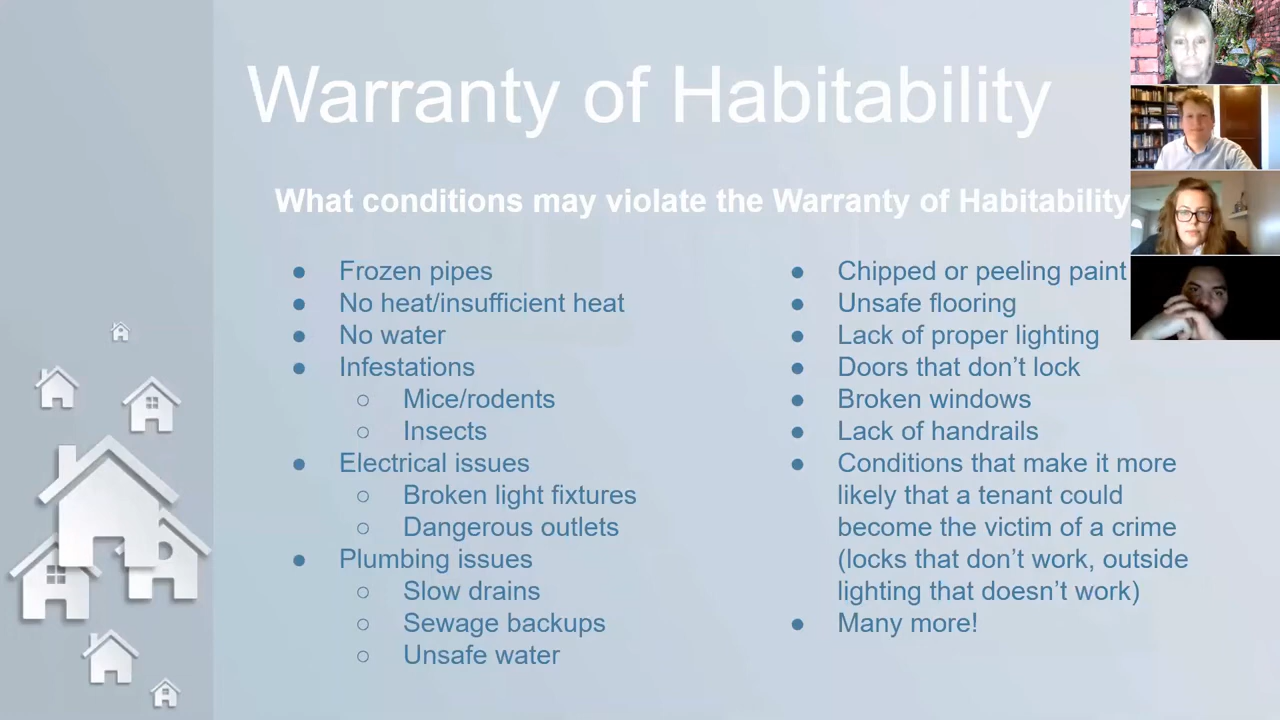 Warranty of Habitability
What conditions may violate the Warranty of Habitability
● Frozen pipes
● No heat/insufficient heat
● No water
● Infestations
○ Mice/rodents
○ Insects
● Electrical issues
○ Broken light fixtures
○ Dangerous outlets
● Plumbing issues
○ Slow drains
○ Sewage backups
○ Unsafe water
● Chipped or peeling paint
● Unsafe flooring
● Lack of proper lighting
● Doors that don’t lock
● Broken windows
● Lack of handrails
● Conditions that make it more
likely that a tenant could
become the victim of a crime
(locks that don’t work, outside
lighting that doesn’t work)
● Many more!